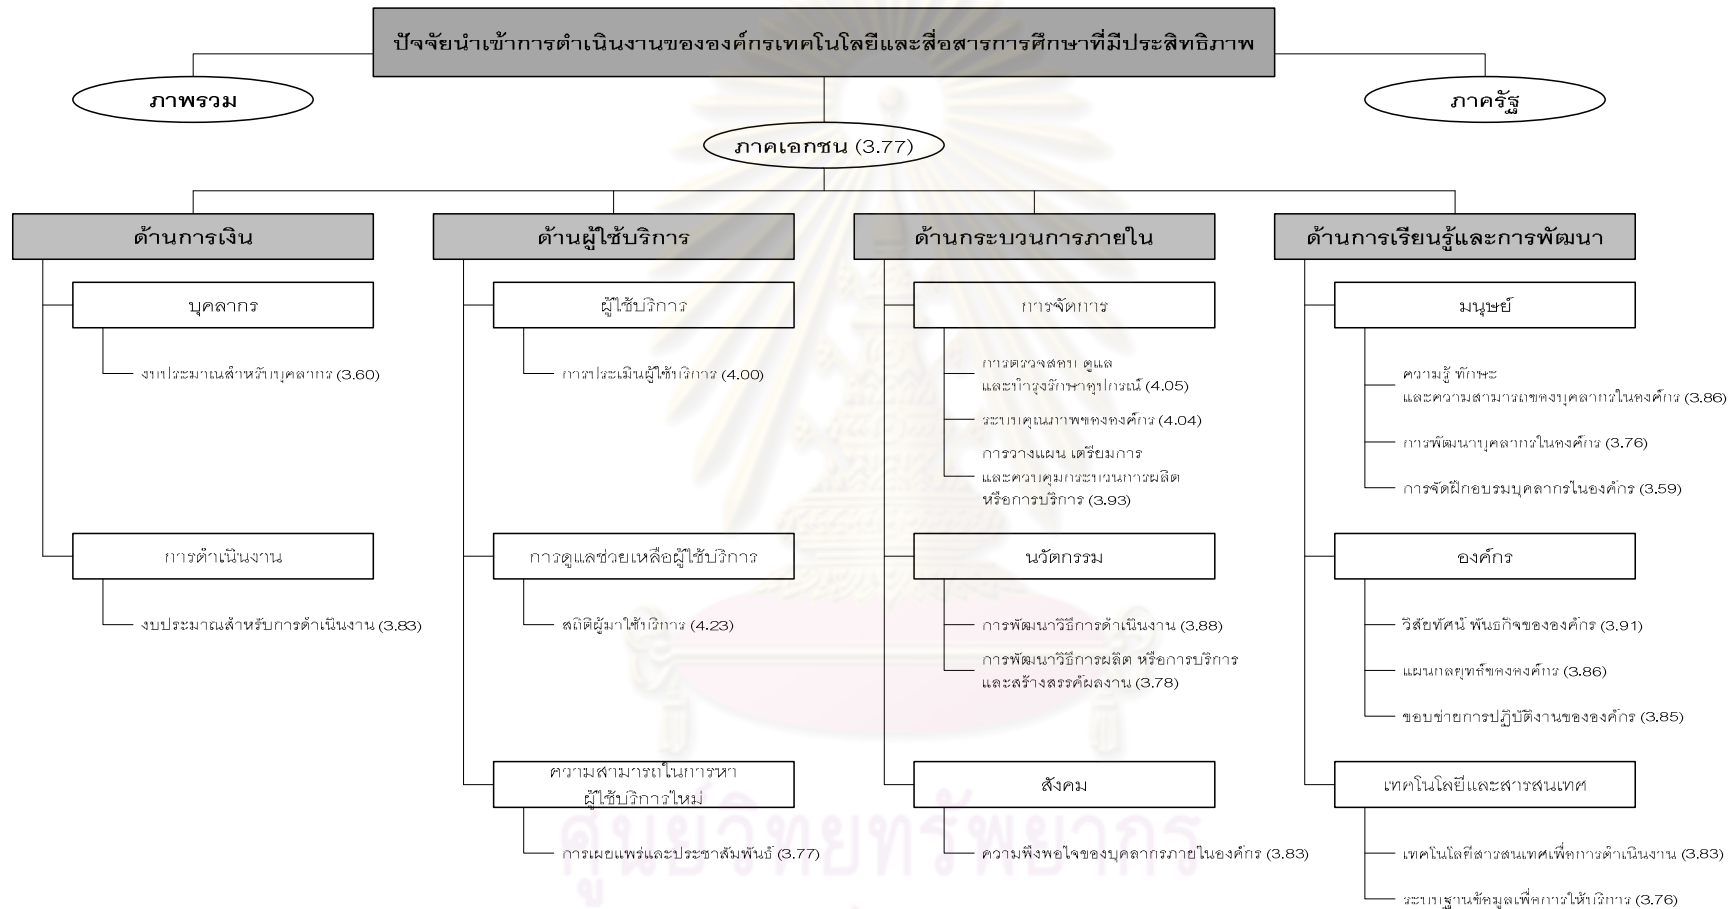 ปัจจัยนำเข้าการดำเนินงานขององค์กรเทคโนโลยีและสื่อสารการศึกษาที่มีประสิทธิภาพ
ภาพรวม
ภาครัฐ
ภาคเอกชน (3.77)
ด้านการเงิน
บุคลากร
งบประมาณสำหรับบุคลากร (3.60)
การดำเนินงาน
งบประมาณสำหรับการดำเนินงาน (3.83)
ด้านผู้ใช้บริการ
ผู้ใช้บริการ
การประเมินผู้ใช้บริการ (4.00)
การดูแลช่วยเหลือผู้ใช้บริการ
สถิติผู้มาใช้บริการ (4.23)
ความสามารถในการหา
ผู้ใช้บริการใหม่
การเผยแพร่และประชาสัมพันธ์ (3.77)
ด้านกระบวนการภายใน
การจัดการ
การตรวจสอบ ดูแล
และบำรุงรักษาอุปกรณ์ (4.05)
ระบบคุณภาพขององค์กร (4.04)
การวางแผน เตรียมการ
และควบคุมกระบวนการผลิต
หรือการบริการ (3.93)
นวัตกรรม
การพัฒนาวิธีการดำเนินงาน (3.88)
การพัฒนาวิธีการผลิต หรือการบริการ
และสร้างสรรค์ผลงาน (3.78)
สังคม
ความพึงพอใจของบุคลากรภายในองค์กร (3.83)
ด้านการเรียนรู้และการพัฒนา
มนุษย์
ความรู้ ทักษะ
และความสามารถของบุคลากรในองค์กร (3.86)
การพัฒนาบุคลากรในองค์กร (3.76)
การจัดฝึกอบรมบุคลากรในองค์กร (3.59)
องค์กร
วิสัยทัศน์ พันธกิจขององค์กร (3.91)
แผนกลยุทธ์ขององค์กร (3.86)
ขอบข่ายการปฏิบัติงานขององค์กร (3.85)
เทคโนโลยีและสารสนเทศ
เทคโนโลยีสารสนเทศเพื่อการดำเนินงาน (3.83)
ระบบฐานข้อมูลเพื่อการให้บริการ (3.76)
ศูนย์วิทยทรัพยากร